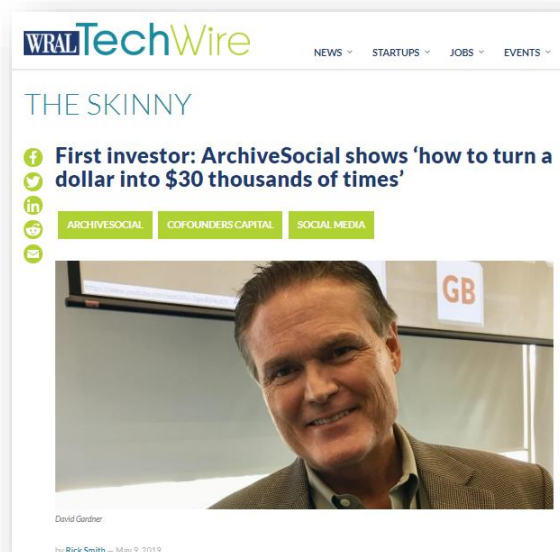 WRAL TechWire
NEWS STARTUPS JOBS EVENTS
THE SKINNY
First investor: ArchiveSocial shows ‘how to turn a
dollar into $30 thousands of times’
ARCHIVESOCIAL COFOUNDERS CAPITAL SOCIAL MEDIA
GB
David Gardner
by Rick Smith — May 9, 2019